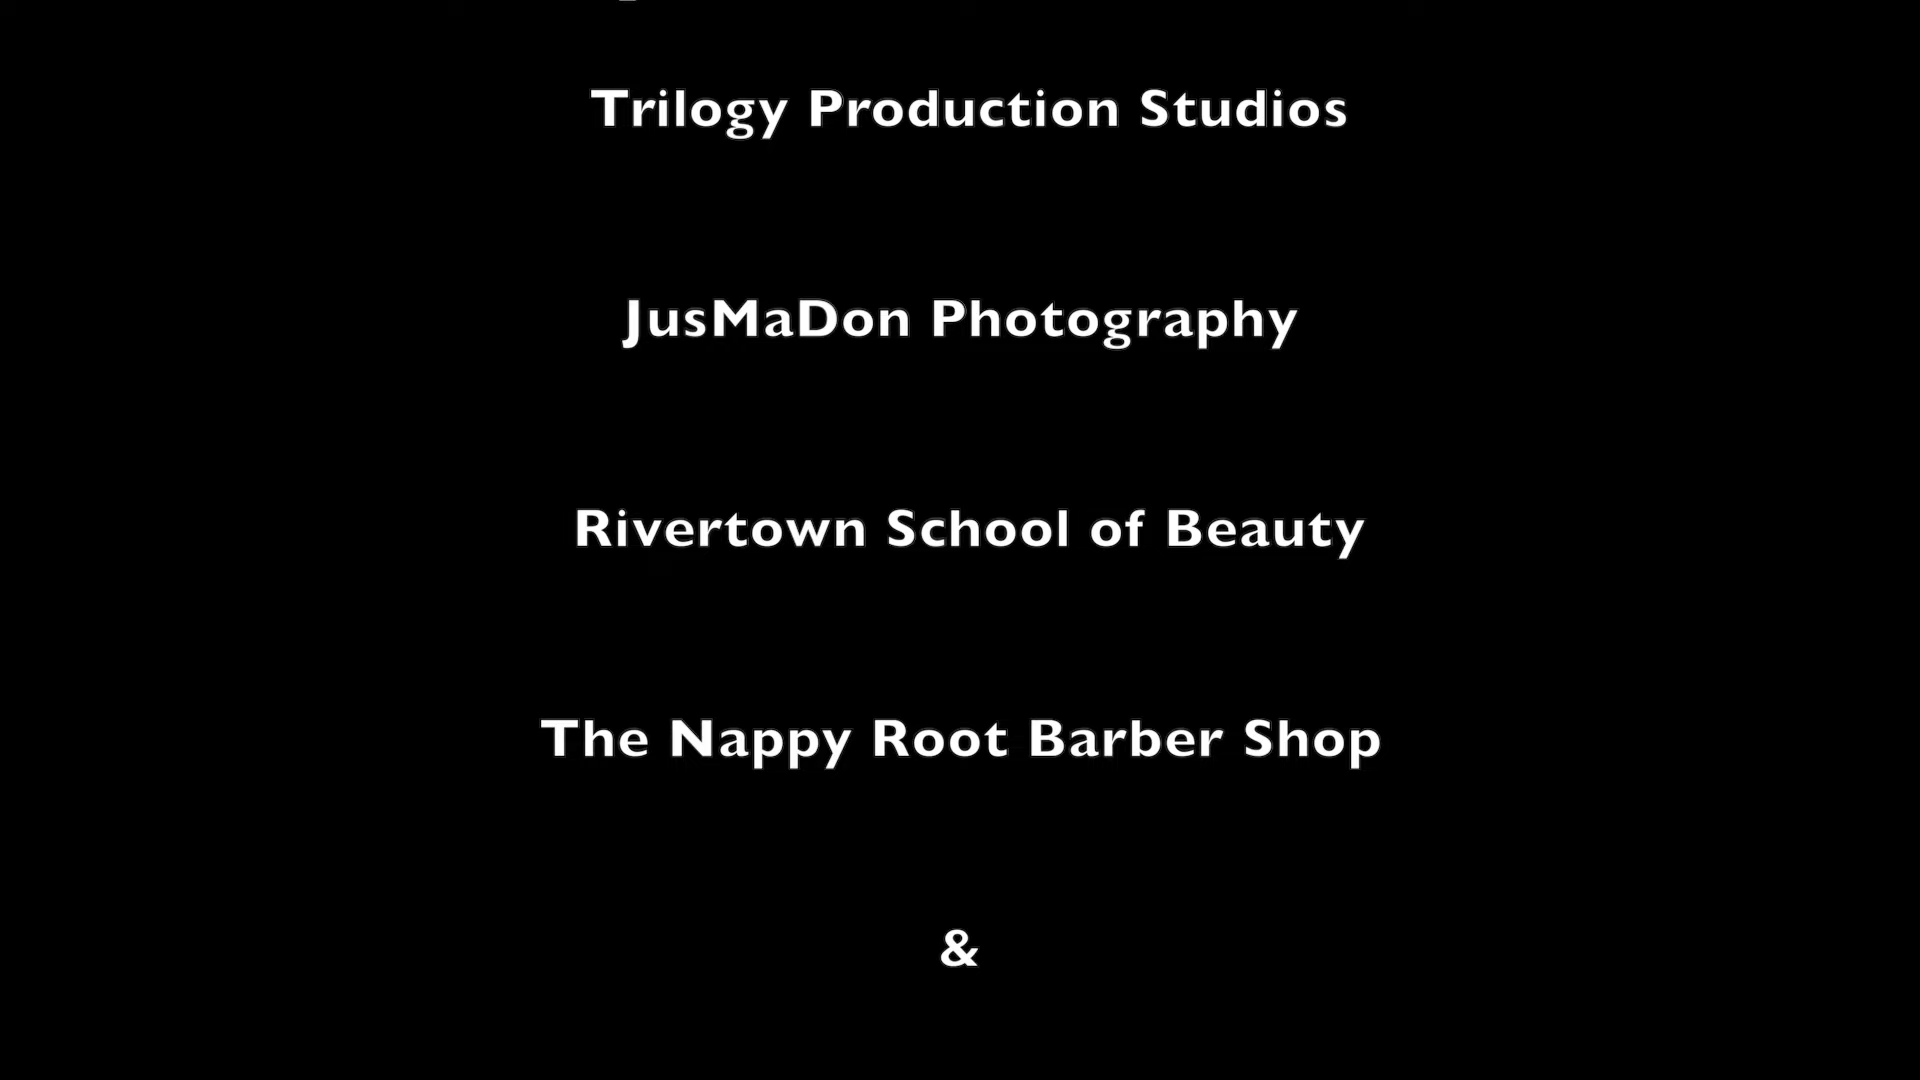 Trilogy Production Studios
JusMaDon Photography
Rivertown School of Beauty
The Nappy Root Barber Shop
&